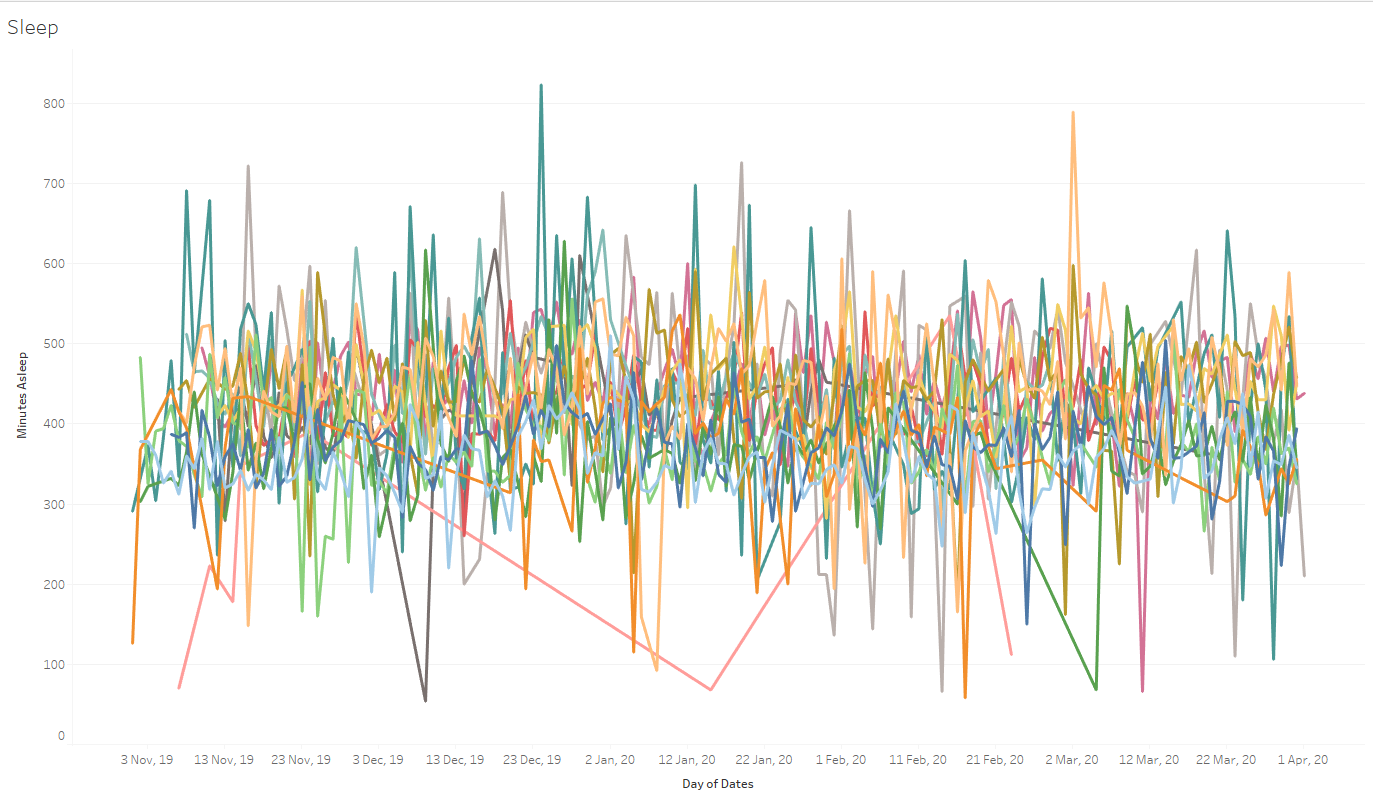 Sleep
800
700
600
500
400
300
200
100
0
Minutes Asleep
3 Nov, 19 13 Nov, 19 23 Nov, 19 3 Dec, 19 13 Dec, 19 23 Dec, 19 2 Jan, 20 12 Jan, 20 22 Jan, 20 1 Feb, 20 11 Feb, 20 21 Feb, 20 2 Mar, 20 12 Mar, 20 22 Mar, 20 1 Apr, 20
Day of Dates